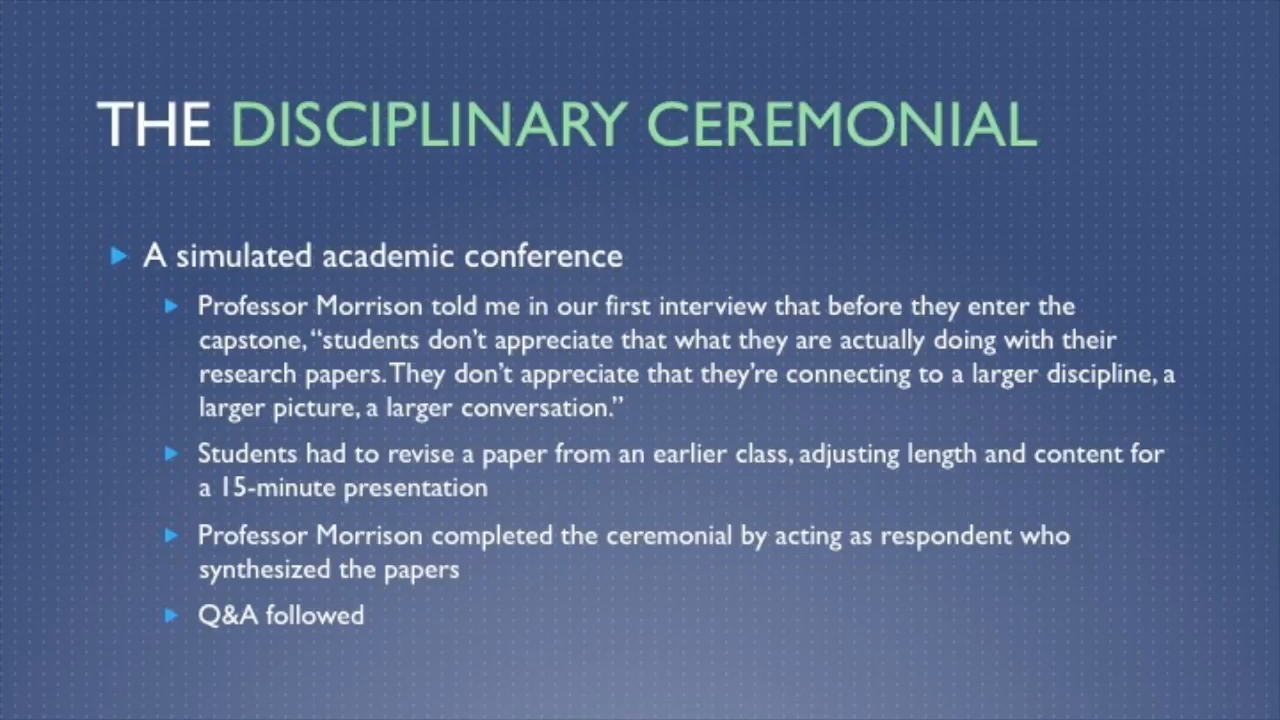 THE DISCIPLINARY CEREMONIAL
A simulated academic conference
Professor Morrison told me in our first interview that before they enter the
capstone, “students don’t appreciate that what they are actually doing with their
research papers. They don’t appreciate that they’re connecting to a larger discipline, a
larger picture, a larger conversation.”
Students had to revise a paper from an earlier class, adjusting length and content for
a 15-minute presentation
Professor Morrison completed the ceremonial by acting as respondent who
synthesized the papers
Q&A followed